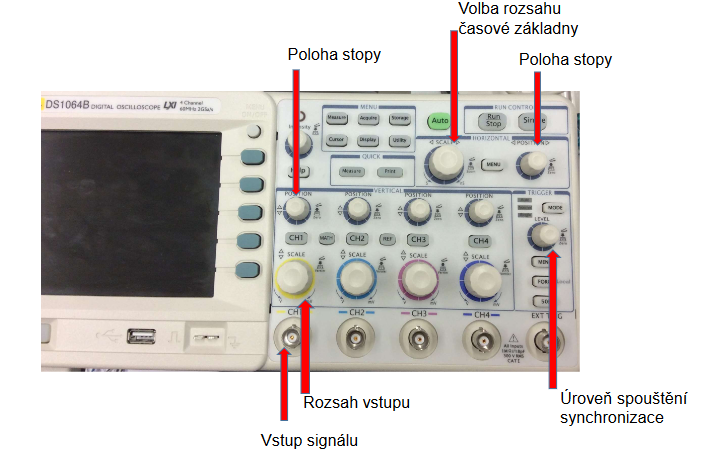 Volba rozsahu
časové základny
Poloha stopy
Poloha stopy
DS1064B DIGITAL OSCILLOSCOPE LXI 4 Channel
60MHz 2GSa/s
MENU
RUN CONTROL
Measure Acquire Storage
Auto
Run
Stop
Single
Cursor Display Utility
HORIZONTAL
SCALE
POSITION
MENU
QUICK
Measure Print
Help
VERTICAL
TRIGGER
POSITION POSITION POSITION POSITION
MODE
LEVEL
CH1 MATH CH2 REF CH3 CH4
SCALE SCALE SCALE SCALE
MENU
CH2 CH3 CH4 EXT TRIG
CAT I
Rozsah vstupu
Úroveň spouštění
synchronizace
Vstup signálu